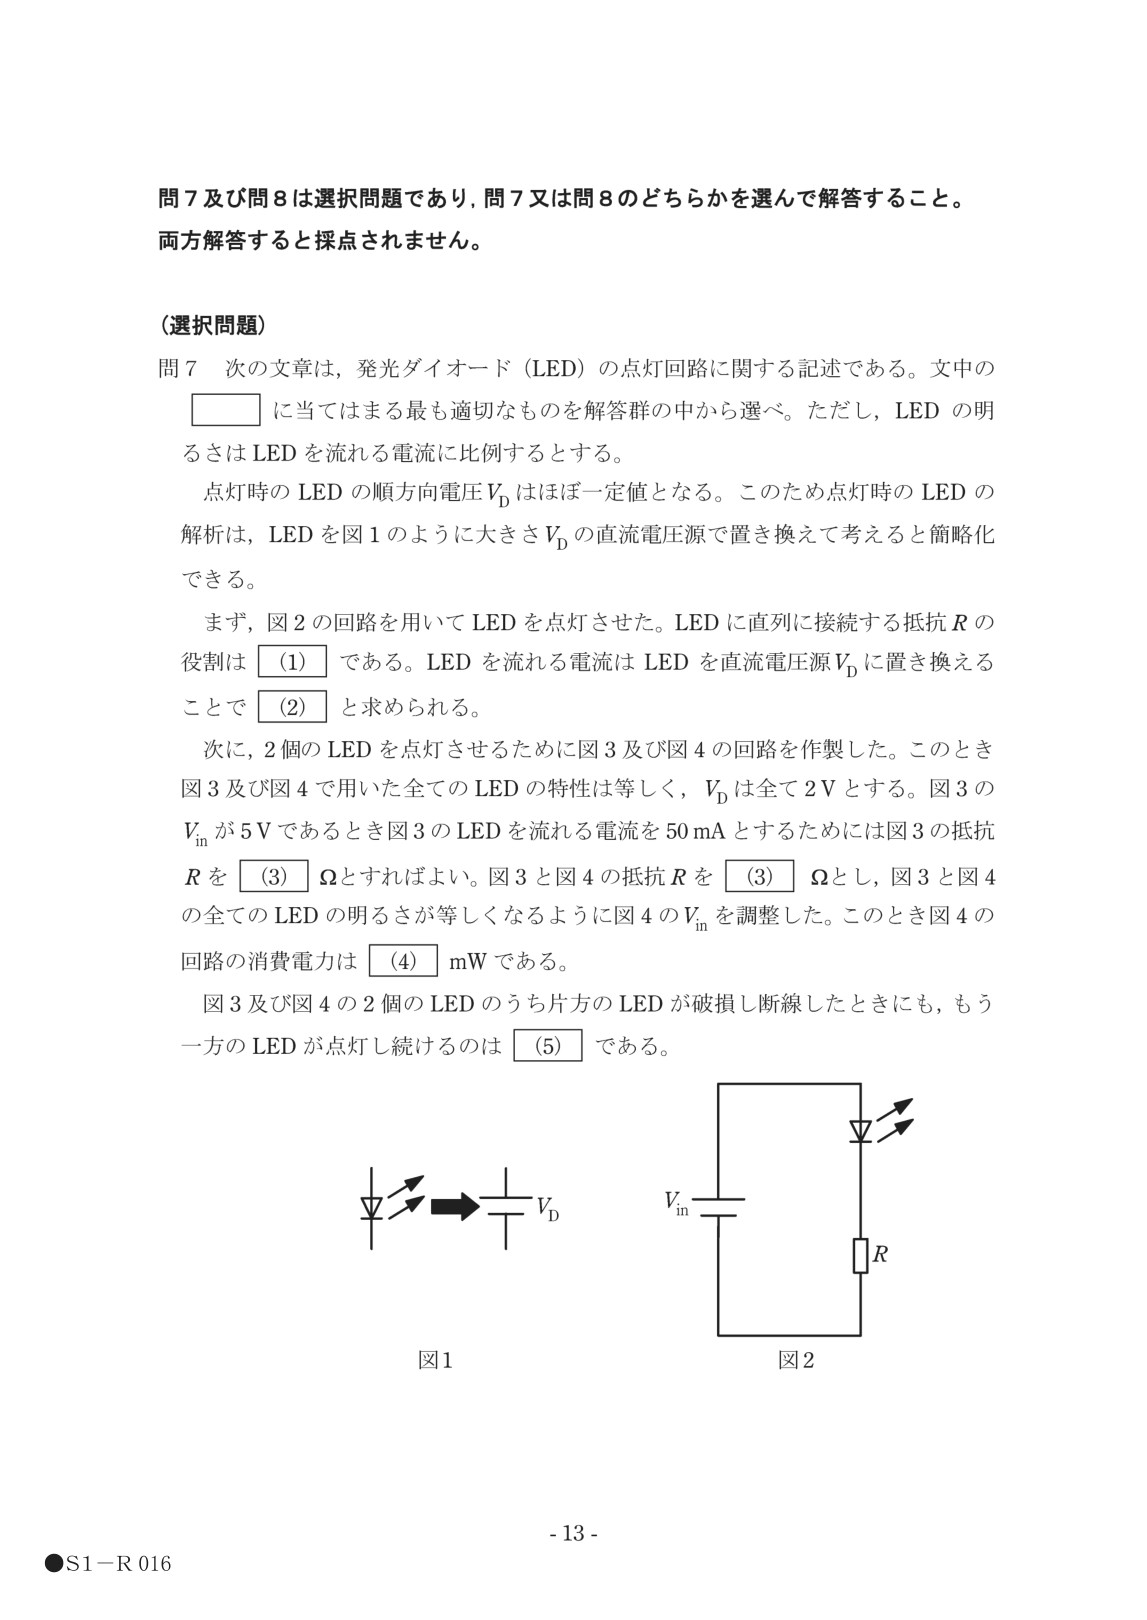 問7及び問8は選択問題であり,問7又は問8のどちらかを選んで解答すること。
両方解答すると採点されません。
（選択問題）
問7　次の文章は，発光ダイオード（LED）の点灯回路に関する記述である。文中の
に当てはまる最も適切なものを解答群の中から選べ。ただし，LED の明
るさは LED を流れる電流に比例するとする。
点灯時の LED の順方向電圧 VD はほぼ一定値となる。このため点灯時の LED の
解析は，LED を図1のように大きさ VD の直流電圧源で置き換えて考えると簡略化
できる。
まず，図2の回路を用いて LED を点灯させた。LED に直列に接続する抵抗 R の
役割は (1) である。LED を流れる電流は LED を直流電圧源 VD に置き換える
ことで (2) と求められる。
次に，2個の LED を点灯させるために図3及び図4の回路を作製した。このとき
図3及び図4で用いた全ての LED の特性は等しく，VD は全て 2V とする。図3の
Vin が 5V であるとき図3の LED を流れる電流を 50 mA とするためには図3の抵抗
R を (3) Ωとすればよい。図3と図4の抵抗 R を (3) Ωとし，図3と図4
の全ての LED の明るさが等しくなるように図4の Vin を調整した。このとき図4の
回路の消費電力は (4) mW である。
図3及び図4の2個の LED のうち片方の LED が破損し断線したときにも，もう
一方の LED が点灯し続けるのは (5) である。
VD
Vin
R
図1
図2
- 13 -
●S1－R 016